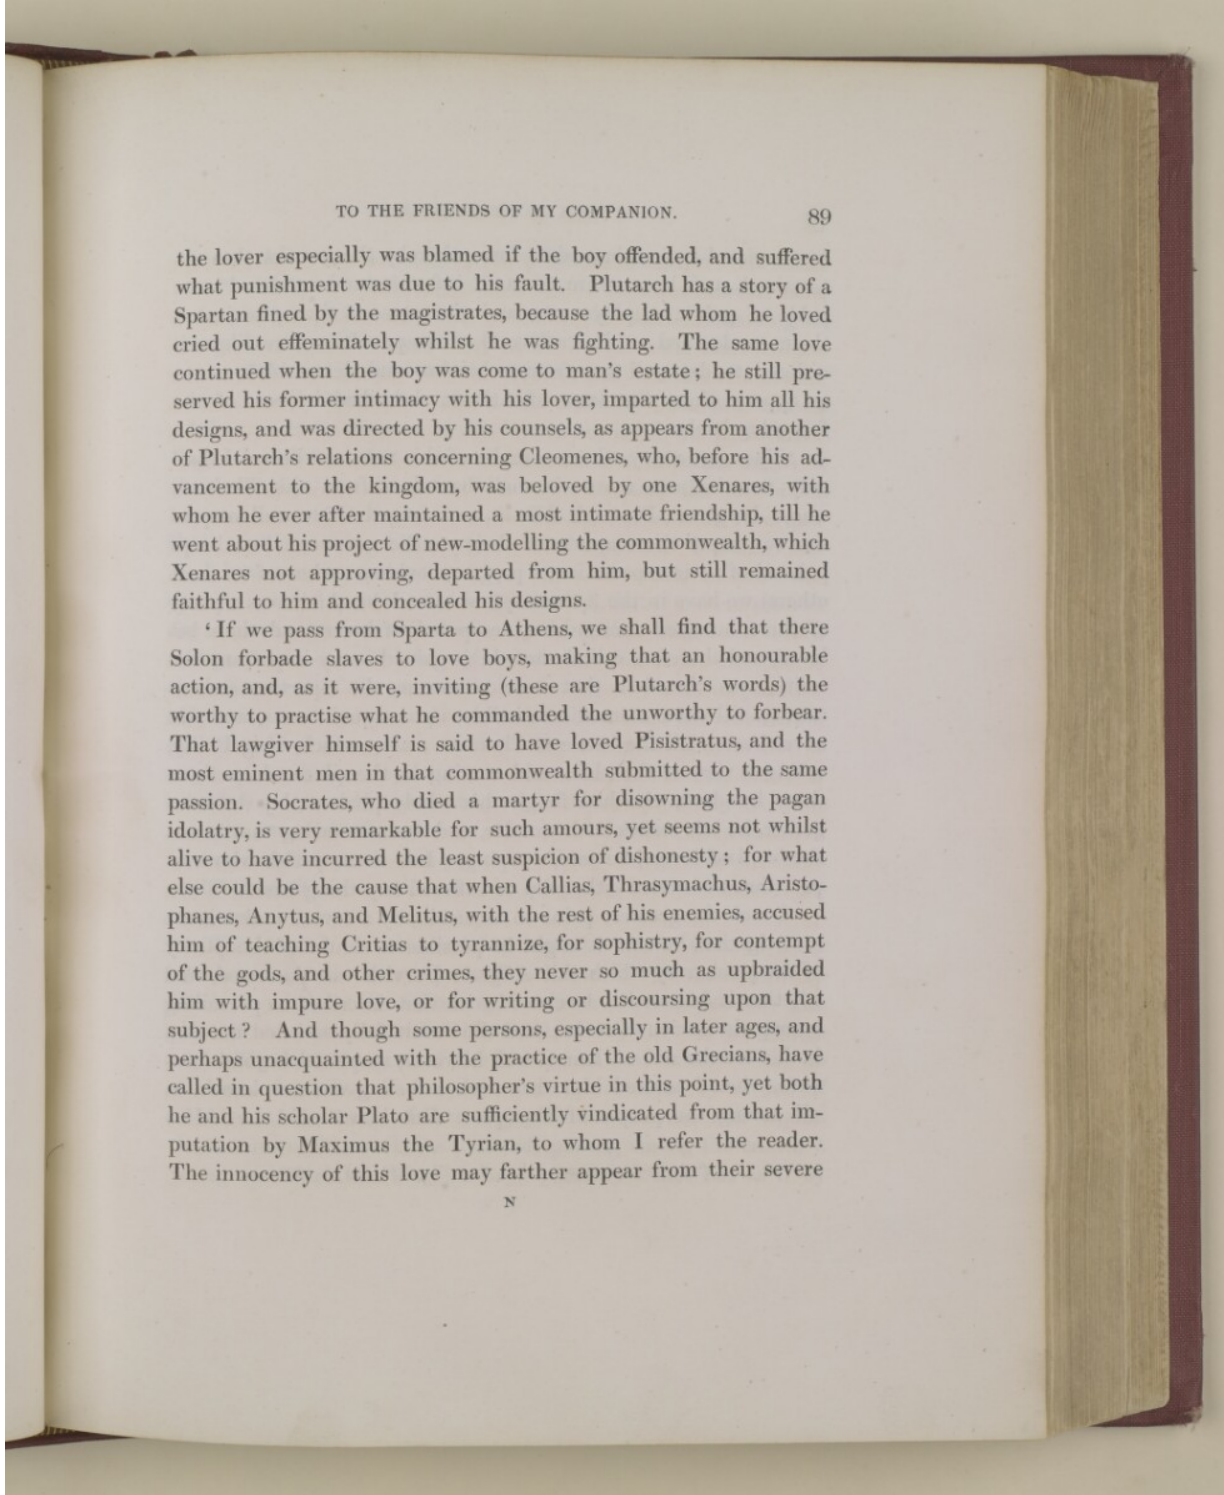 TO THE FRIENDS OF MY COMPANION. 89
the lover especially was blamed if the boy offended, and suffered
what punishment was due to his fault. Plutarch has a story of a
Spartan fined by the magistrates, because the lad whom he loved
cried out effeminately whilst he was fighting. The same love
continued when the boy was come to man's estate; he still pre-
served his former intimacy with his lover, imparted to him all his
designs, and was directed by his counsels, as appears from another
of Plutarch's relations concerning Cleomenes, who, before his ad-
vancement to the kingdom, was beloved by one Xenares, with
whom he ever after maintained a most intimate friendship, till he
went about his project of new-modelling the commonwealth, which
Xenares not approving, departed from him, but still remained
faithful to him and concealed his designs.
‘If we pass from Sparta to Athens, we shall find that there
Solon forbade slaves to love boys, making that an honourable
action, and, as it were, inviting (these are Plutarch's words) the
worthy to practise what he commanded the unworthy to forbear.
That lawgiver himself is said to have loved Pisistratus, and the
most eminent men in that commonwealth submitted to the same
passion. Socrates, who died a martyr for disowning the pagan
idolatry, is very remarkable for such amours, yet seems not whilst
alive to have incurred the least suspicion of dishonesty; for what
else could be the cause that when Callias, Thrasymachus, Aristo-
phanes, Anytus, and Melitus, with the rest of his enemies, accused
him of teaching Critias to tyrannize, for sophistry, for contempt
of the gods, and other crimes, they never so much as upbraided
him with impure love, or for writing or discoursing upon that
subject? And though some persons, especially in later ages, and
perhaps unacquainted with the practice of the old Grecians, have
called in question that philosopher's virtue in this point, yet both
he and his scholar Plato are sufficiently vindicated from that im-
putation by Maximus the Tyrian, to whom I refer the reader.
The innocency of this love may farther appear from their severe
N